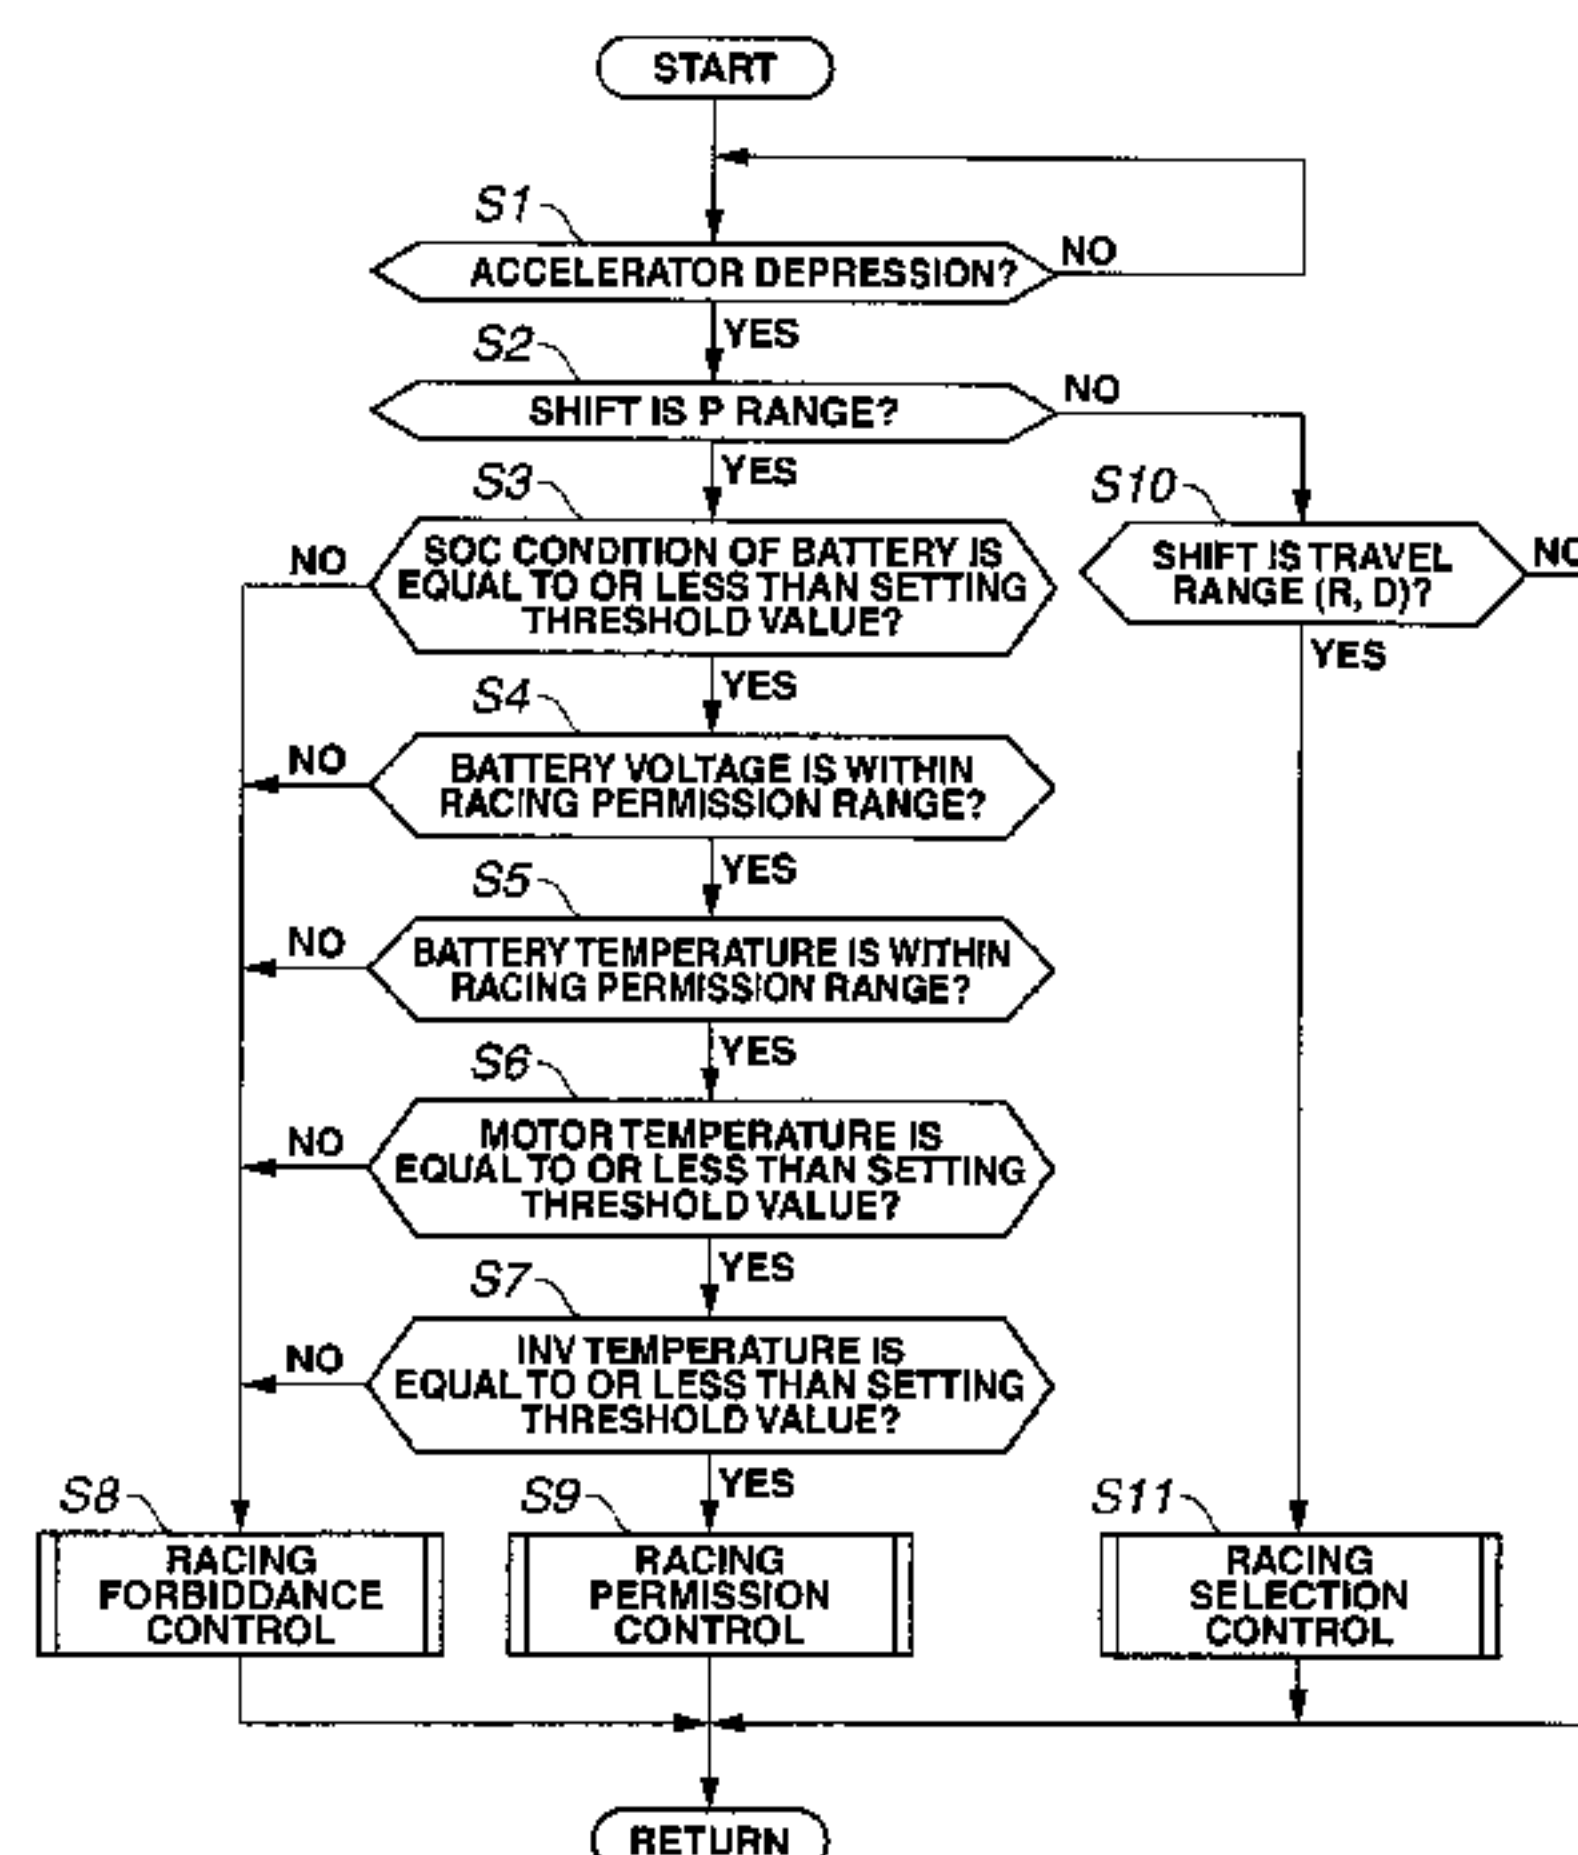 START
S1
ACCELERATOR DEPRESSION?
NO
YES
S2
SHIFT IS P RANGE?
NO
YES
S3
SOC CONDITION OF BATTERY IS
EQUAL TO OR LESS THAN SETTING
THRESHOLD VALUE?
NO
YES
S10
SHIFT IS TRAVEL
RANGE (R, D)?
NO
YES
S4
BATTERY VOLTAGE IS WITHIN
RACING PERMISSION RANGE?
NO
YES
S5
BATTERY TEMPERATURE IS WITHIN
RACING PERMISSION RANGE?
NO
YES
S6
MOTOR TEMPERATURE IS
EQUAL TO OR LESS THAN SETTING
THRESHOLD VALUE?
NO
YES
S7
INV TEMPERATURE IS
EQUAL TO OR LESS THAN SETTING
THRESHOLD VALUE?
NO
YES
S8
RACING
FORBIDDANCE
CONTROL
S9
RACING
PERMISSION
CONTROL
S11
RACING
SELECTION
CONTROL
RETURN